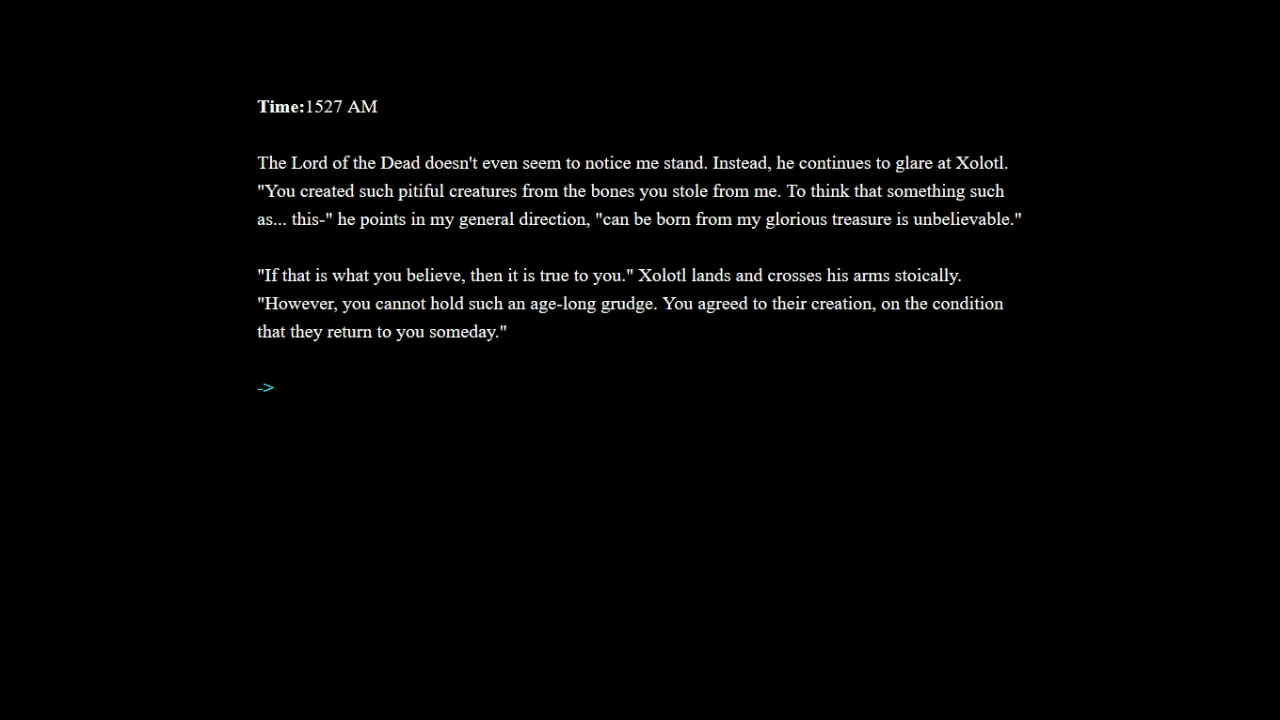 Time:1527 AM
The Lord of the Dead doesn't even seem to notice me stand. Instead, he continues to glare at Xolotl.
"You created such pitiful creatures from the bones you stole from me. To think that something such
as... this-" he points in my general direction, "can be born from my glorious treasure is unbelievable."
"If that is what you believe, then it is true to you." Xolotl lands and crosses his arms stoically.
"However, you cannot hold such an age-long grudge. You agreed to their creation, on the condition
that they return to you someday."
->